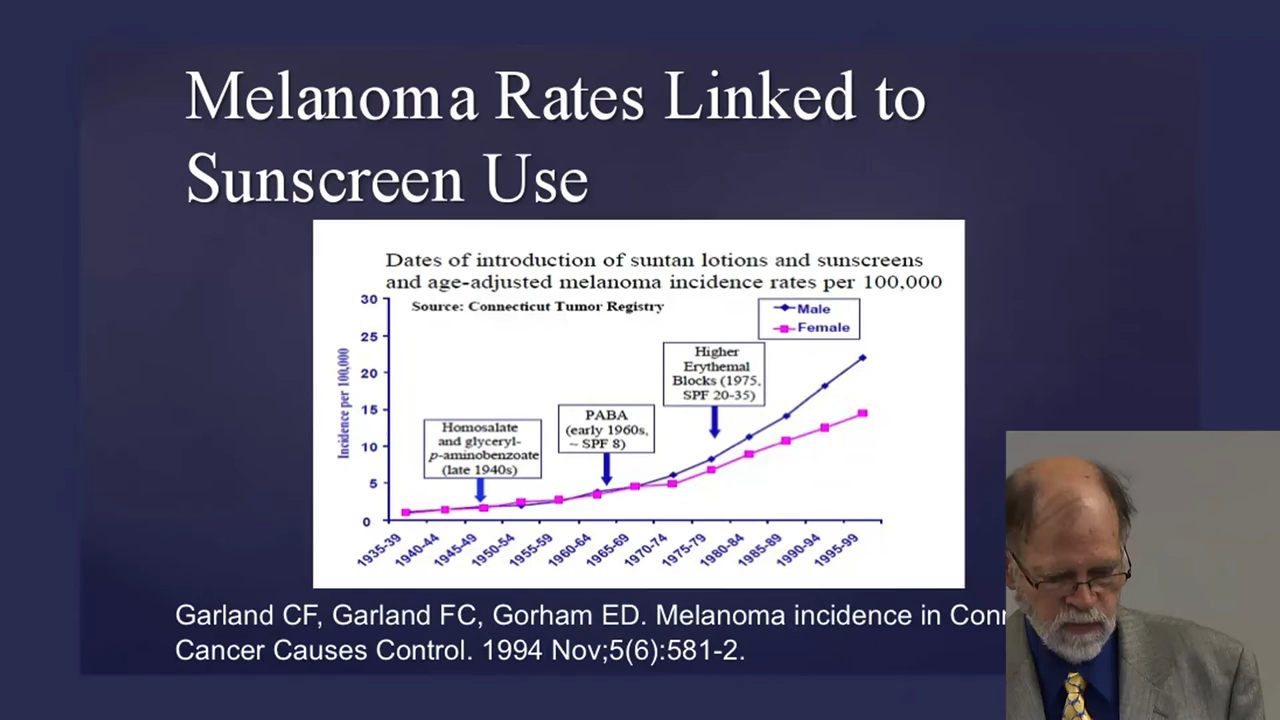 Melanoma Rates Linked to
Sunscreen Use
Dates of introduction of suntan lotions and sunscreens
and age-adjusted melanoma incidence rates per 100,000
Source: Connecticut Tumor Registry
Male
Female
Incidence per 100,000
30
25
20
15
10
5
0
Homosalate
and glyceryl-
p-aminobenzoate
(late 1940s)
PABA
(early 1960s,
~ SPF 8)
Higher
Erythemal
Blocks (1975,
SPF 20-35)
1935-39
1940-44
1945-49
1950-54
1955-59
1960-64
1965-69
1970-74
1975-79
1980-84
1985-89
1990-94
1995-99
Garland CF, Garland FC, Gorham ED. Melanoma incidence in
Cancer Causes Control. 1994 Nov;5(6):581-2.